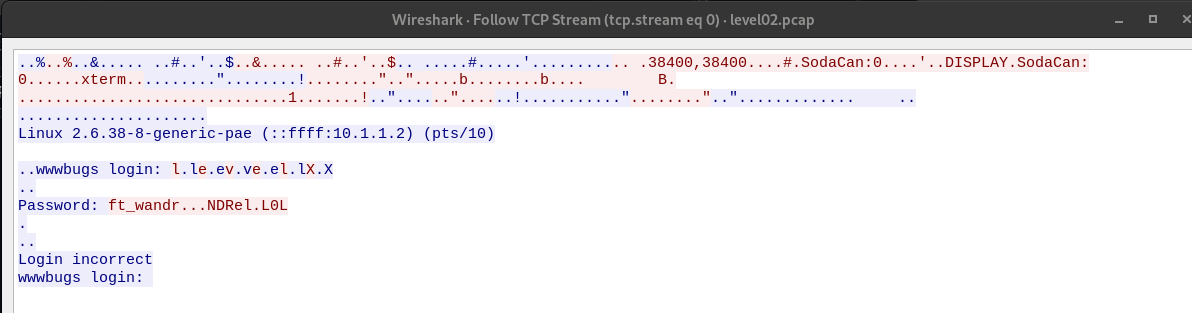 Wireshark · Follow TCP Stream (tcp.stream eq 0) · level02.pcap
..%..%..&..... ..#..'..$..&..... ..#..'..$.. .....#.....'........... .38400,38400....#.SodaCan:0....'..DISPLAY.SodaCan:
0......xterm.........."........!........"..".....b........b.... B.
..............................1.......!.."......"......!..........."........"..".............. ..
.....................
Linux 2.6.38-8-generic-pae (::ffff:10.1.1.2) (pts/10)
..wwwbugs login: l.le.ev.ve.el.lX.X
..
Password: ft_wandr...NDRel.L0L
.
..
Login incorrect
wwwbugs login: